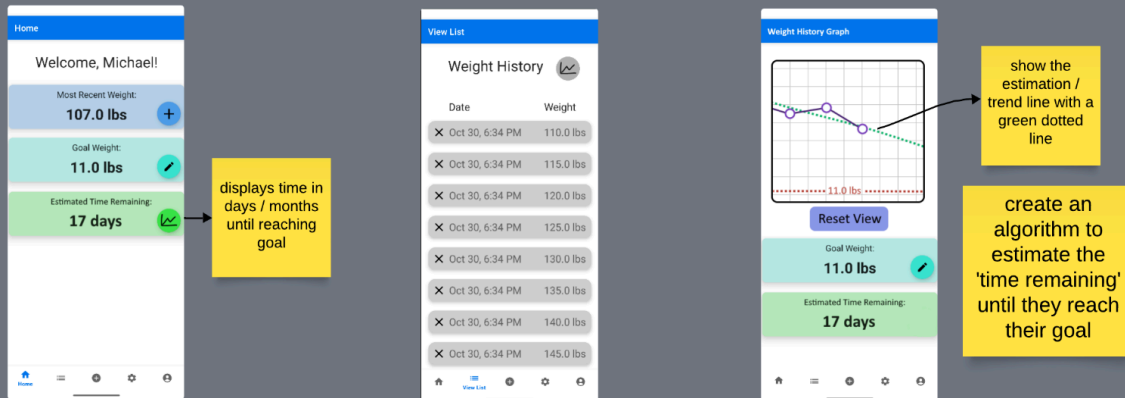 Home
Welcome, Michael!
Most Recent Weight:
107.0 lbs
Goal Weight:
11.0 lbs
Estimated Time Remaining:
17 days
Home
displays time in
days / months
until reaching
goal
View List
Weight History
Date Weight
Oct 30, 6:34 PM 110.0 lbs
Oct 30, 6:34 PM 115.0 lbs
Oct 30, 6:34 PM 120.0 lbs
Oct 30, 6:34 PM 125.0 lbs
Oct 30, 6:34 PM 130.0 lbs
Oct 30, 6:34 PM 135.0 lbs
Oct 30, 6:34 PM 140.0 lbs
Oct 30, 6:34 PM 145.0 lbs
View List
Weight History Graph
11.0 lbs
Reset View
Goal Weight:
11.0 lbs
Estimated Time Remaining:
17 days
show the
estimation /
trend line with a
green dotted
line
create an
algorithm to
estimate the
'time remaining'
until they reach
their goal